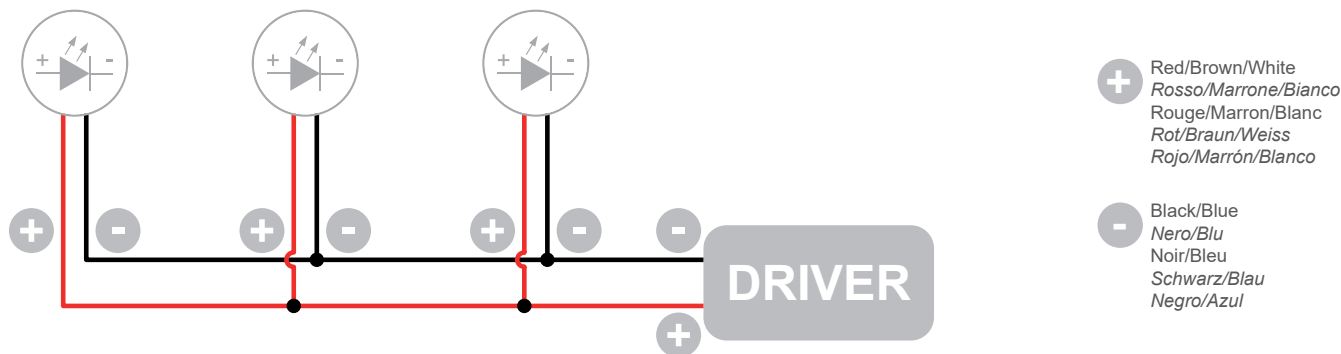 + - + - + -
+ Red/Brown/White
Rosso/Marrone/Bianco
Rouge/Marron/Blanc
Rot/Braun/Weiss
Rojo/Marrón/Blanco
+ - + - + - -
- Black/Blue
Nero/Blu
Noir/Bleu
Schwarz/Blau
Negro/Azul
DRIVER
+